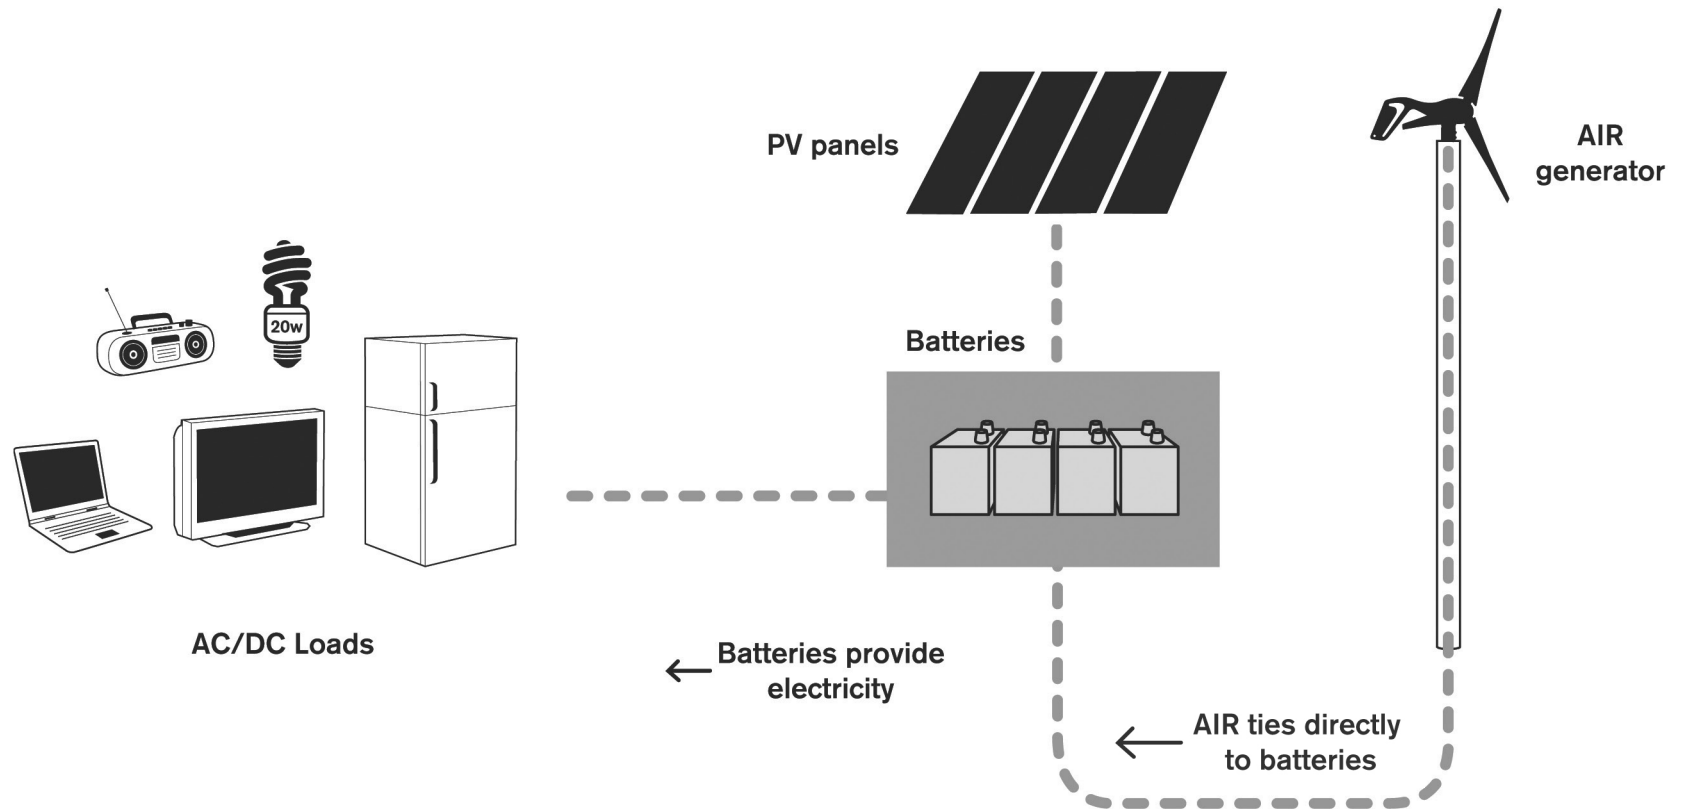 PV panels
AIR
generator
20w
Batteries
AC/DC Loads
Batteries provide
electricity
AIR ties directly
to batteries